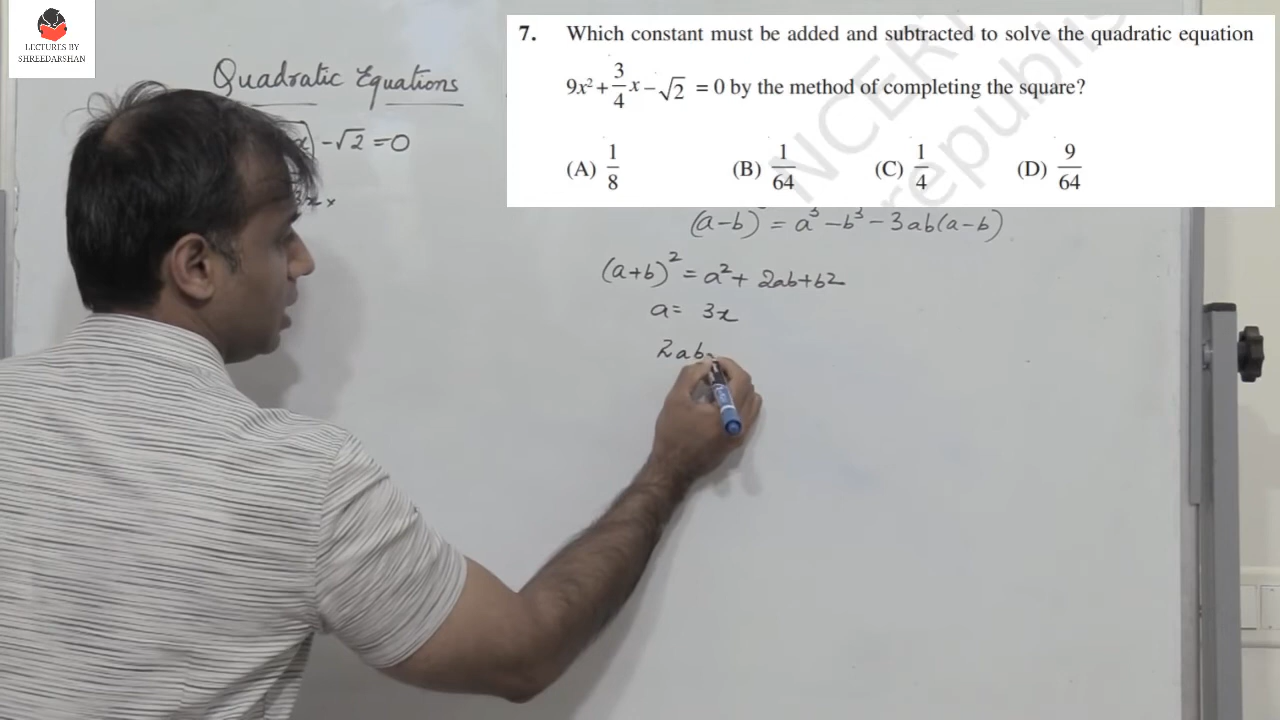 LECTURES BY
SHREEDARSHAN
7. Which constant must be added and subtracted to solve the quadratic equation
9x² + 3/4 x − √2 = 0 by the method of completing the square?
(A) 1/8 (B) 1/64 (C) 1/4 (D) 9/64
NCERT
republis
Quadratic Equations
x) - √2 = 0
(a-b) = a³ - b³ - 3ab(a-b)
(a+b)² = a² + 2ab + b2
a = 3x
2ab